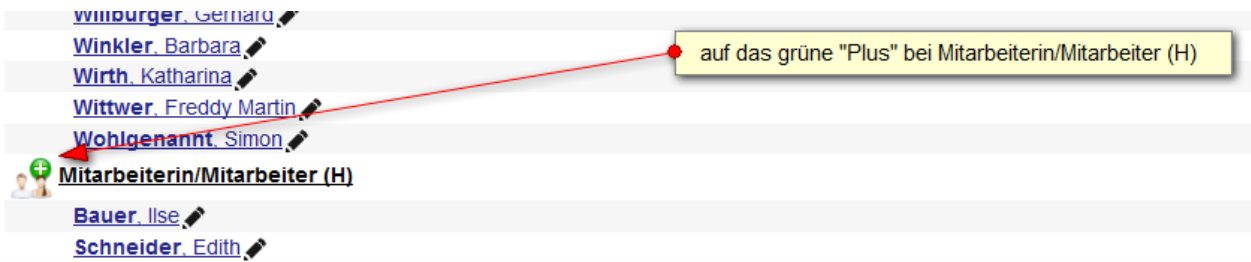 Willburger, Gerhard
Winkler, Barbara
auf das grüne "Plus" bei Mitarbeiterin/Mitarbeiter (H)
Wirth, Katharina
Wittwer, Freddy Martin
Wohlgenannt, Simon
Mitarbeiterin/Mitarbeiter (H)
Bauer, Ilse
Schneider, Edith